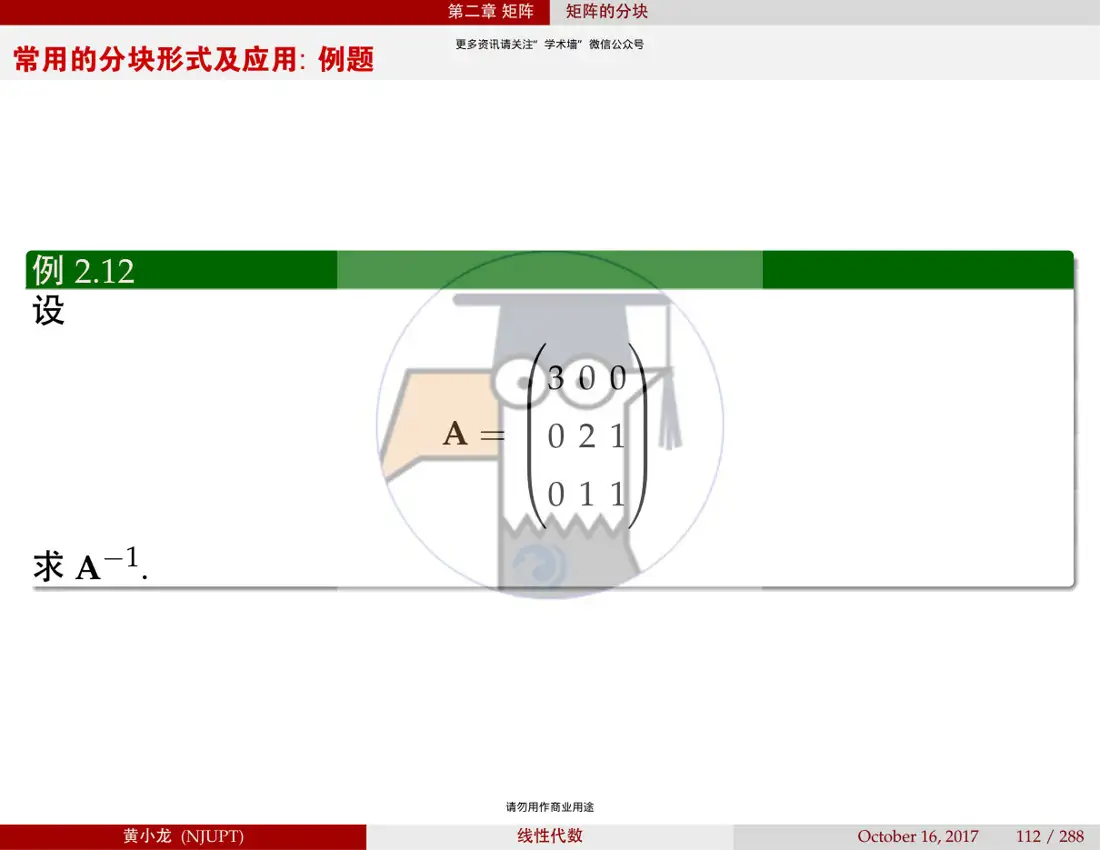 第二章 矩阵 矩阵的分块
更多资讯请关注“学术墙”微信公众号
常用的分块形式及应用: 例题
例 2.12
设
3 0 0
A = 0 2 1
0 1 1
求 A⁻¹.
请勿用作商业用途
黄小龙 (NJUPT) 线性代数 October 16, 2017 112 / 288